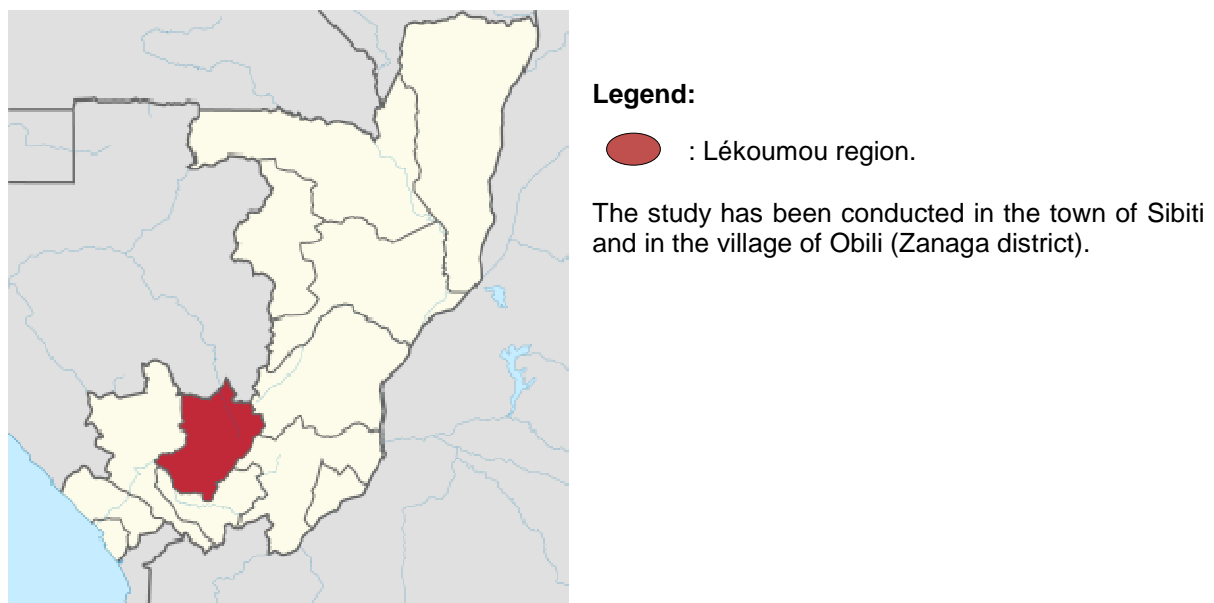 Legend:
: Lékoumou region.
The study has been conducted in the town of Sibiti
and in the village of Obili (Zanaga district).